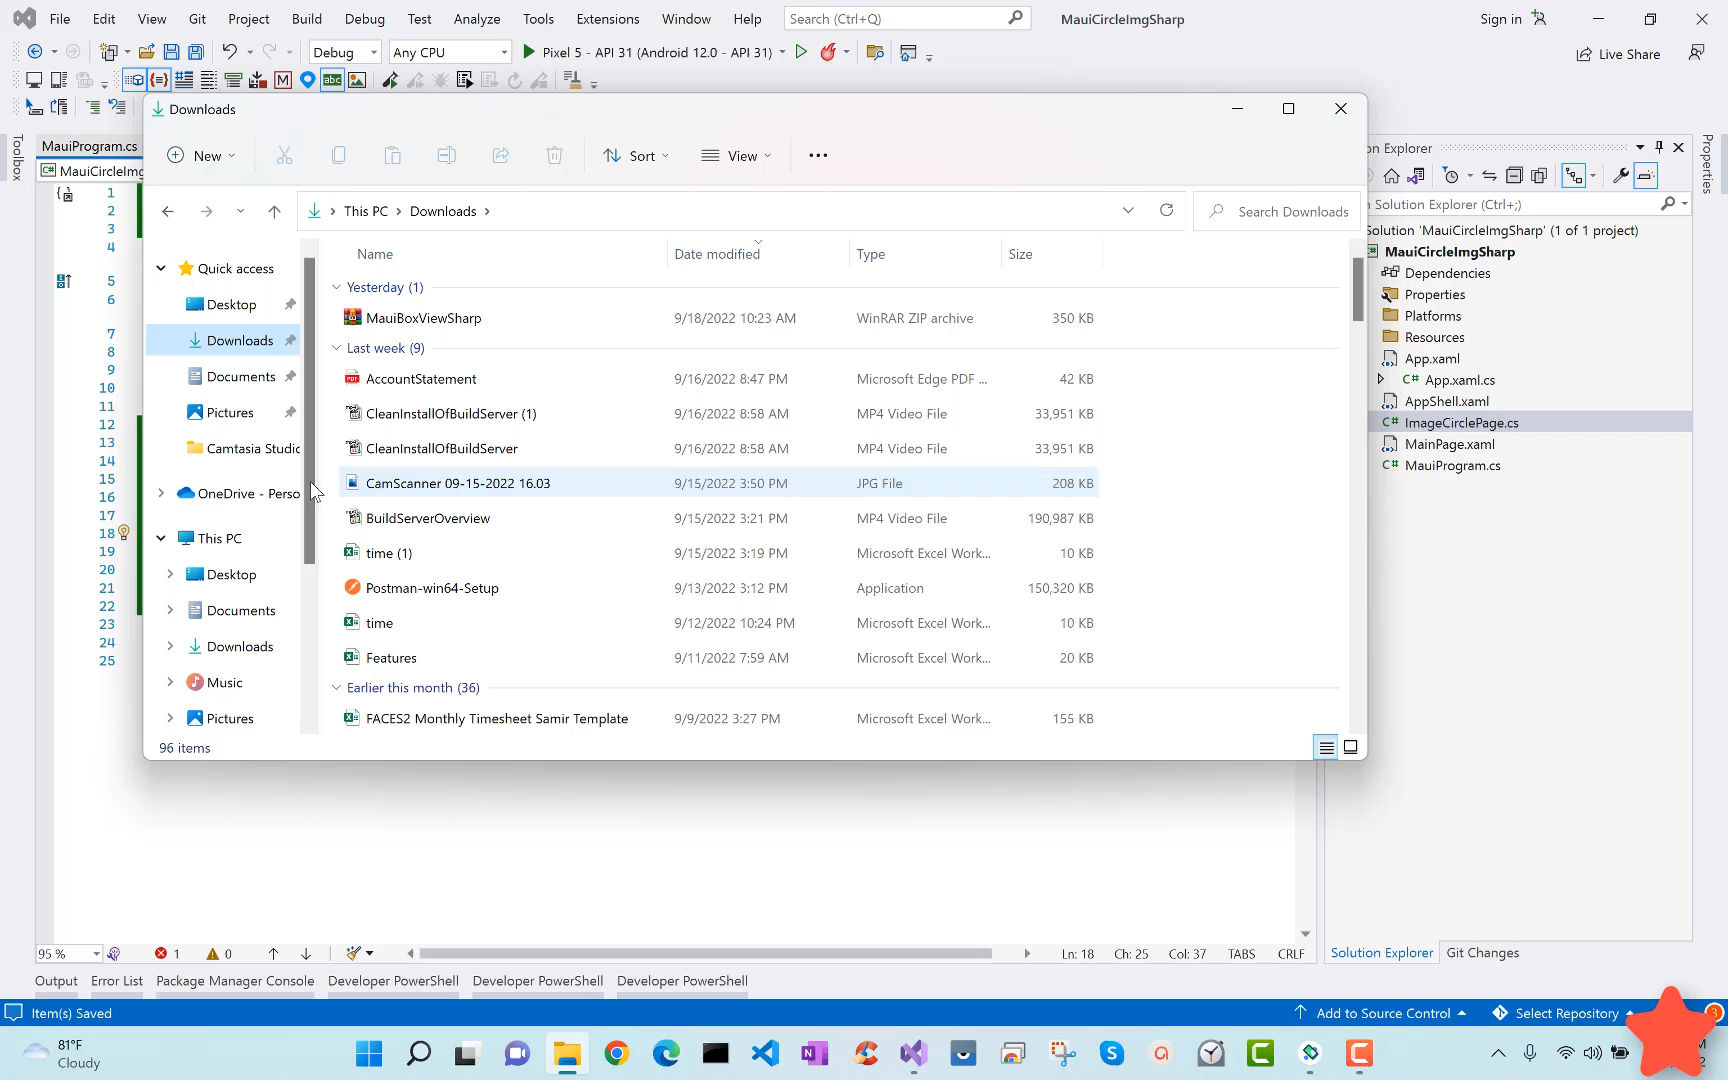 File Edit View Git Project Build Debug Test Analyze Tools Extensions Window Help Search (Ctrl+Q) MauiCircleImgSharp Sign in
Debug Any CPU Pixel 5 - API 31 (Android 12.0 - API 31) Live Share
Toolbox
MauiProgram.cs
MauiCircleImg
1
2
3
4
5
6
7
8
9
10
11
12
13
14
15
16
17
18
19
20
21
22
23
24
25
Downloads
New Sort View
This PC Downloads Search Downloads
Quick access
Desktop
Downloads
Documents
Pictures
Camtasia Studio
OneDrive - Perso
This PC
Desktop
Documents
Downloads
Music
Pictures
Name Date modified Type Size
Yesterday (1)
MauiBoxViewSharp 9/18/2022 10:23 AM WinRAR ZIP archive 350 KB
Last week (9)
AccountStatement 9/16/2022 8:47 PM Microsoft Edge PDF ... 42 KB
CleanInstallOfBuildServer (1) 9/16/2022 8:58 AM MP4 Video File 33,951 KB
CleanInstallOfBuildServer 9/16/2022 8:58 AM MP4 Video File 33,951 KB
CamScanner 09-15-2022 16.03 9/15/2022 3:50 PM JPG File 208 KB
BuildServerOverview 9/15/2022 3:21 PM MP4 Video File 190,987 KB
time (1) 9/15/2022 3:19 PM Microsoft Excel Work... 10 KB
Postman-win64-Setup 9/13/2022 3:12 PM Application 150,320 KB
time 9/12/2022 10:24 PM Microsoft Excel Work... 10 KB
Features 9/11/2022 7:59 AM Microsoft Excel Work... 20 KB
Earlier this month (36)
FACES2 Monthly Timesheet Samir Template 9/9/2022 3:27 PM Microsoft Excel Work... 155 KB
96 items
on Explorer
Solution Explorer (Ctrl+;)
Solution 'MauiCircleImgSharp' (1 of 1 project)
MauiCircleImgSharp
Dependencies
Properties
Platforms
Resources
App.xaml
App.xaml.cs
AppShell.xaml
ImageCirclePage.cs
MainPage.xaml
MauiProgram.cs
Properties
95 % 1 0 Ln: 18 Ch: 25 Col: 37 TABS CRLF
Solution Explorer Git Changes
Output Error List Package Manager Console Developer PowerShell Developer PowerShell Developer PowerShell
Item(s) Saved Add to Source Control Select Repository 3
81°F
Cloudy